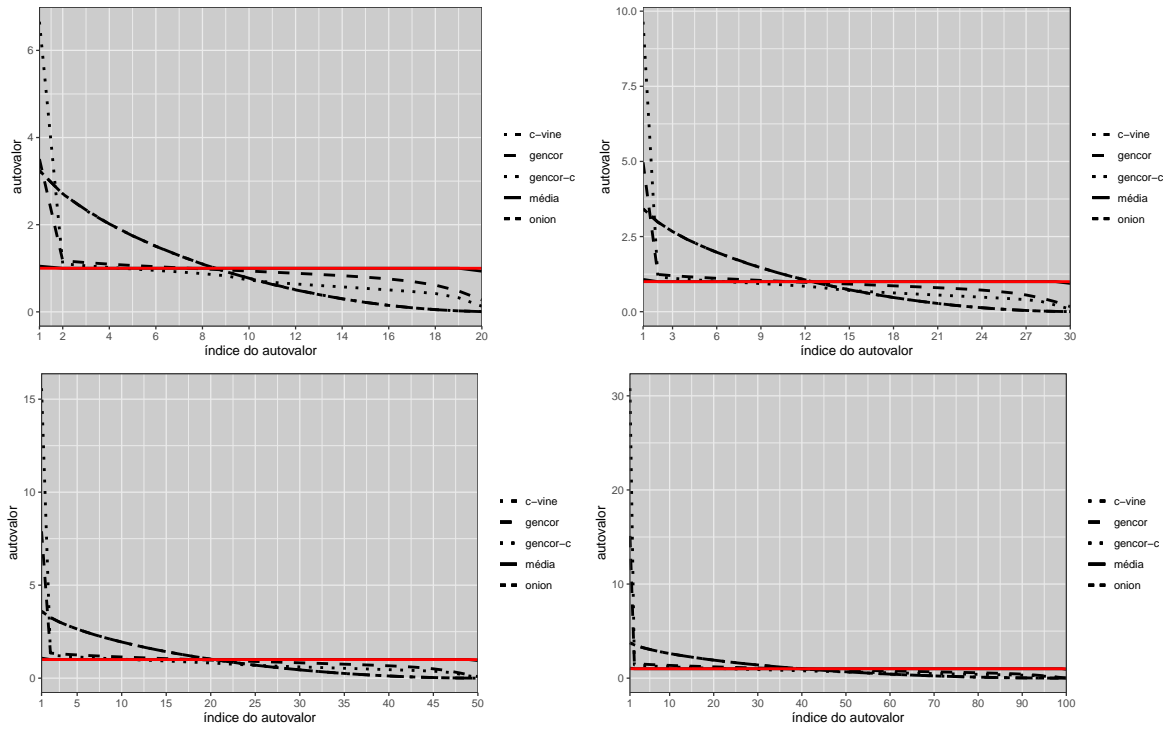 autovalor
6
4
2
0
1 2 4 6 8 10 12 14 16 18 20
índice do autovalor
c−vine
gencor
gencor−c
média
onion
autovalor
10.0
7.5
5.0
2.5
0.0
1 3 6 9 12 15 18 21 24 27 30
índice do autovalor
c−vine
gencor
gencor−c
média
onion
autovalor
15
10
5
0
1 5 10 15 20 25 30 35 40 45 50
índice do autovalor
c−vine
gencor
gencor−c
média
onion
autovalor
30
20
10
0
1 10 20 30 40 50 60 70 80 90 100
índice do autovalor
c−vine
gencor
gencor−c
média
onion